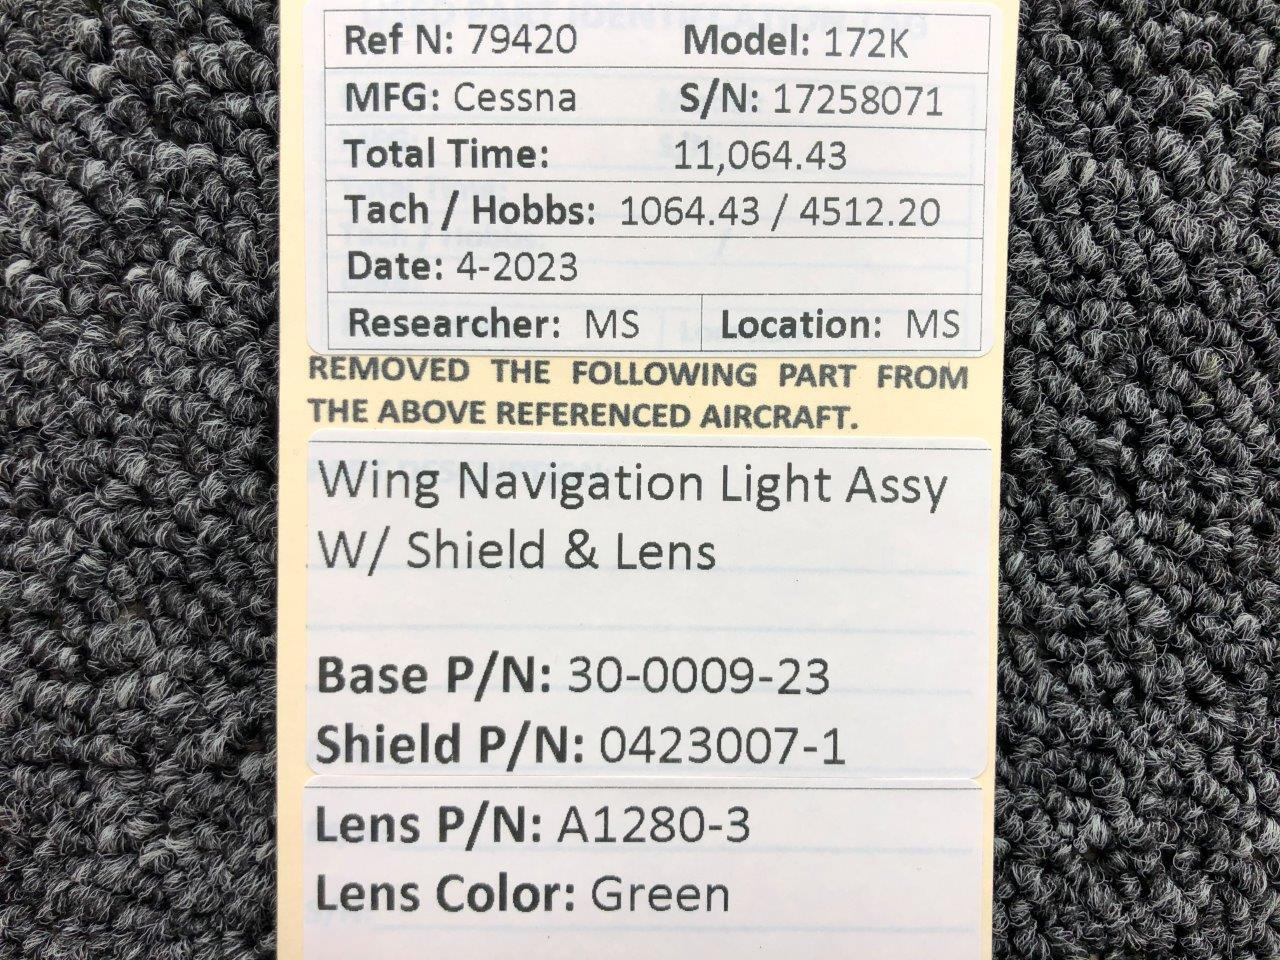 Ref N: 79420 Model: 172K
MFG: Cessna S/N: 17258071
Total Time: 11,064.43
Tach / Hobbs: 1064.43 / 4512.20
Date: 4-2023
Researcher: MS Location: MS
REMOVED THE FOLLOWING PART FROM
THE ABOVE REFERENCED AIRCRAFT.
Wing Navigation Light Assy
W/ Shield & Lens
Base P/N: 30-0009-23
Shield P/N: 0423007-1
Lens P/N: A1280-3
Lens Color: Green